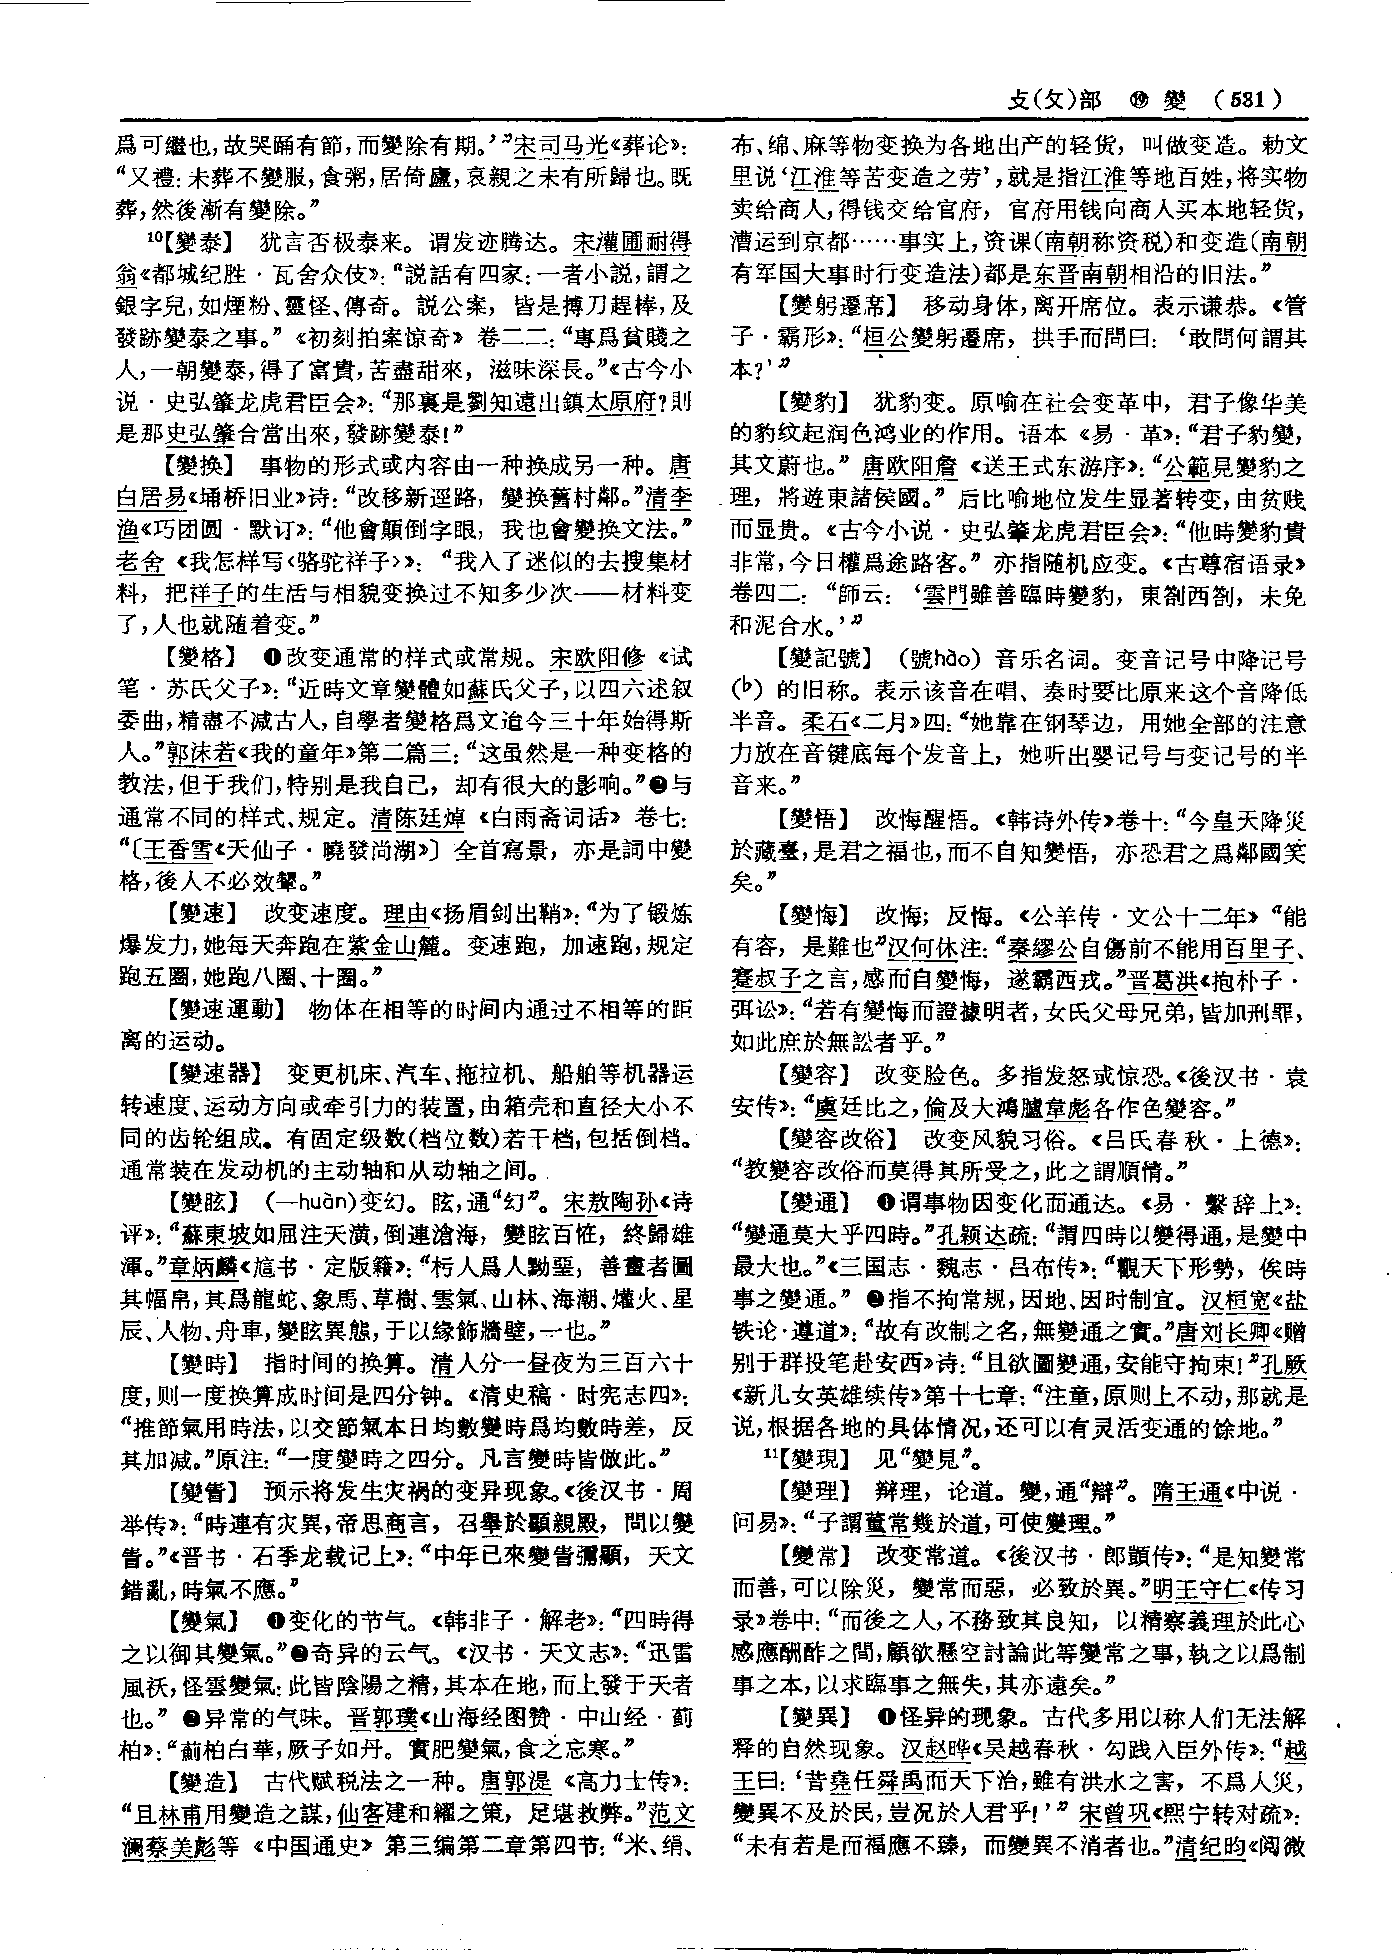 攴(攵)部 ⑲ 變 (531)
爲可繼也,故哭踊有節,而變除有期。’”宋司马光《葬论》:
“又禮:未葬不變服,食粥,居倚廬,哀親之未有所歸也。既
葬,然後漸有變除。”
10【變泰】 犹言否极泰来。谓发迹腾达。宋灌圃耐得
翁《都城纪胜·瓦舍众伎》:“說話有四家:一者小説,謂之
銀字兒,如煙粉、靈怪、傳奇。説公案,皆是搏刀趕棒,及
發跡變泰之事。”《初刻拍案惊奇》卷二二:“專爲貧賤之
人,一朝變泰,得了富貴,苦盡甜來,滋味深長。”《古今小
说·史弘肇龙虎君臣会》:“那裏是劉知遠出鎮太原府?則
是那史弘肇合當出來,發跡變泰!”
【變换】 事物的形式或内容由一种换成另一种。唐
白居易《埇桥旧业》诗:“改移新逕路,變换舊村鄰。”清李
渔《巧团圆·默订》:“他會顛倒字眼,我也會變换文法。”
老舍《我怎样写〈骆驼祥子〉》:“我入了迷似的去搜集材
料,把祥子的生活与相貌变换过不知多少次——材料变
了,人也就随着变。”
【變格】 ❶改变通常的样式或常规。宋欧阳修《试
笔·苏氏父子》:“近時文章變體如蘇氏父子,以四六述叙
委曲,精盡不减古人,自學者變格爲文迨今三十年始得斯
人。”郭沫若《我的童年》第二篇三:“这虽然是一种变格的
教法,但于我们,特别是我自己,却有很大的影响。”❷与
通常不同的样式、规定。清陈廷焯《白雨斋词话》卷七:
“〔王香雪《天仙子·曉發尚湖》〕全首寫景,亦是詞中變
格,後人不必效顰。”
【變速】 改变速度。理由《扬眉剑出鞘》:“为了锻炼
爆发力,她每天奔跑在紫金山麓。变速跑,加速跑,规定
跑五圈,她跑八圈、十圈。”
【變速運動】 物体在相等的时间内通过不相等的距
离的运动。
【變速器】 变更机床、汽车、拖拉机、船舶等机器运
转速度、运动方向或牵引力的装置,由箱壳和直径大小不
同的齿轮组成。有固定级数(档位数)若干档,包括倒档。
通常装在发动机的主动轴和从动轴之间。
【變眩】 (—huàn)变幻。眩,通“幻”。宋敖陶孙《诗
评》:“蘇東坡如屈注天潢,倒連滄海,變眩百怪,終歸雄
渾。”章炳麟《訄书·定版籍》:“杇人爲人黝堊,善畫者圖
其幅帛,其爲龍蛇、象馬、草樹、雲氣、山林、海潮、爟火、星
辰、人物、舟車,變眩異態,于以緣飾牆壁,一也。”
【變時】 指时间的换算。清人分一昼夜为三百六十
度,则一度换算成时间是四分钟。《清史稿·时宪志四》:
“推節氣用時法,以交節氣本日均數變時爲均數時差,反
其加减。”原注:“一度變時之四分。凡言變時皆倣此。”
【變眚】 预示将发生灾祸的变异现象。《後汉书·周
举传》:“時連有灾異,帝思商言,召舉於顯親殿,問以變
眚。”《晋书·石季龙载记上》:“中年已來變眚彌顯,天文
錯亂,時氣不應。”
【變氣】 ❶变化的节气。《韩非子·解老》:“四時得
之以御其變氣。”❷奇异的云气。《汉书·天文志》:“迅雷
風祅,怪雲變氣:此皆陰陽之精,其本在地,而上發于天者
也。”❸异常的气味。晋郭璞《山海经图赞·中山经·蓟
柏》:“薊柏白華,厥子如丹。實肥變氣,食之忘寒。”
【變造】 古代赋税法之一种。唐郭湜《高力士传》:
“且林甫用變造之謀,仙客建和糴之策,足堪救弊。”范文
澜蔡美彪等《中国通史》第三编第二章第四节:“米、绢、
布、绵、麻等物变换为各地出产的轻货,叫做变造。勅文
里说‘江淮等苦变造之劳’,就是指江淮等地百姓,将实物
卖给商人,得钱交给官府,官府用钱向商人买本地轻货,
漕运到京都……事实上,资课(南朝称资税)和变造(南朝
有军国大事时行变造法)都是东晋南朝相沿的旧法。”
【變躬遷席】 移动身体,离开席位。表示谦恭。《管
子·霸形》:“桓公變躬遷席,拱手而問曰:‘敢問何謂其
本?’”
【變豹】 犹豹变。原喻在社会变革中,君子像华美
的豹纹起润色鸿业的作用。语本《易·革》:“君子豹變,
其文蔚也。”唐欧阳詹《送王式东游序》:“公範見變豹之
理,將遊東諸侯國。”后比喻地位发生显著转变,由贫贱
而显贵。《古今小说·史弘肇龙虎君臣会》:“他時變豹貴
非常,今日權爲途路客。”亦指随机应变。《古尊宿语录》
卷四二:“師云:‘雲門雖善臨時變豹,東劄西劄,未免
和泥合水。’”
【變記號】 (號hào)音乐名词。变音记号中降记号
(♭)的旧称。表示该音在唱、奏时要比原来这个音降低
半音。柔石《二月》四:“她靠在钢琴边,用她全部的注意
力放在音键底每个发音上,她听出婴记号与变记号的半
音来。”
【變悟】 改悔醒悟。《韩诗外传》卷十:“今皇天降災
於藏臺,是君之福也,而不自知變悟,亦恐君之爲鄰國笑
矣。”
【變悔】 改悔;反悔。《公羊传·文公十二年》“能
有容,是難也”汉何休注:“秦繆公自傷前不能用百里子、
蹇叔子之言,感而自變悔,遂霸西戎。”晋葛洪《抱朴子·
弭讼》:“若有變悔而證據明者,女氏父母兄弟,皆加刑罪,
如此庶於無訟者乎。”
【變容】 改变脸色。多指发怒或惊恐。《後汉书·袁
安传》:“虞廷比之,倫及大鴻臚韋彪各作色變容。”
【變容改俗】 改变风貌习俗。《吕氏春秋·上德》:
“教變容改俗而莫得其所受之,此之謂順情。”
【變通】 ❶谓事物因变化而通达。《易·繫辞上》:
“變通莫大乎四時。”孔颖达疏:“謂四時以變得通,是變中
最大也。”《三国志·魏志·吕布传》:“觀天下形勢,俟時
事之變通。”❷指不拘常规,因地、因时制宜。汉桓宽《盐
铁论·遵道》:“故有改制之名,無變通之實。”唐刘长卿《赠
别于群投笔赴安西》诗:“且欲圖變通,安能守拘束!”孔厥
《新儿女英雄续传》第十七章:“注意,原则上不动,那就是
说,根据各地的具体情况,还可以有灵活变通的馀地。”
11【變現】 见“變見”。
【變理】 辩理,论道。變,通“辯”。隋王通《中说·
问易》:“子謂董常幾於道,可使變理。”
【變常】 改变常道。《後汉书·郎顗传》:“是知變常
而善,可以除災,變常而惡,必致於異。”明王守仁《传习
录》卷中:“而後之人,不務致其良知,以精察義理於此心
感應酬酢之間,顧欲懸空討論此等變常之事,執之以爲制
事之本,以求臨事之無失,其亦遠矣。”
【變異】 ❶怪异的现象。古代多用以称人们无法解
释的自然现象。汉赵晔《吴越春秋·勾践入臣外传》:“越
王曰:‘昔堯任舜禹而天下治,雖有洪水之害,不爲人災,
變異不及於民,豈況於人君乎!’”宋曾巩《熙宁转对疏》:
“未有若是而福應不臻,而變異不消者也。”清纪昀《阅微